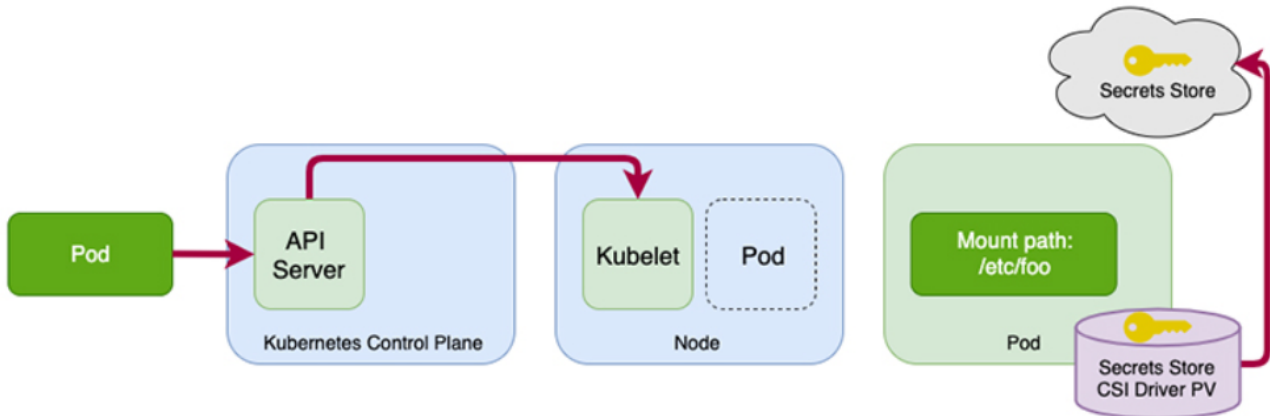 Secrets Store
Pod
API
Server
Kubernetes Control Plane
Kubelet
Pod
Node
Mount path:
/etc/foo
Pod
Secrets Store
CSI Driver PV